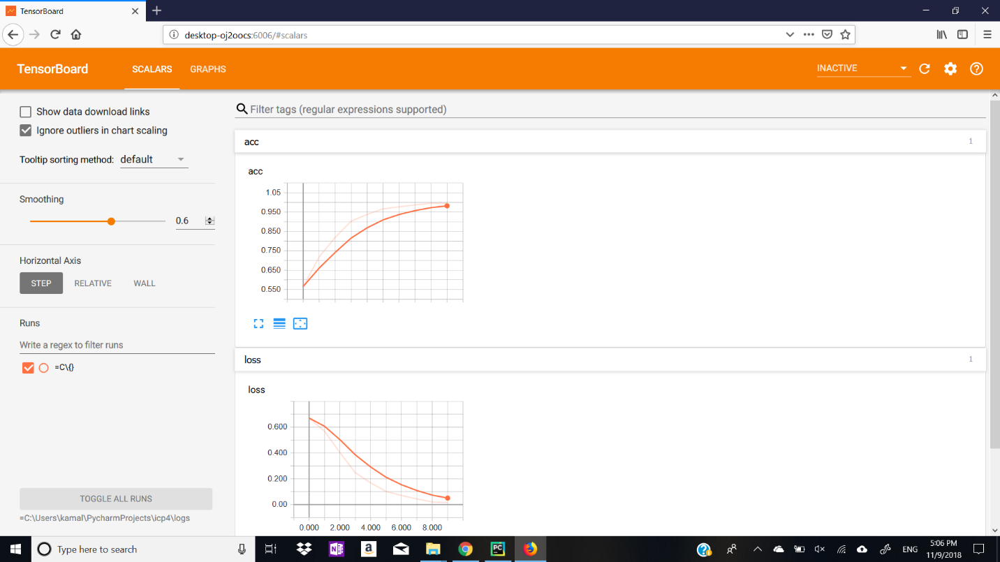 TensorBoard
desktop-oj2oocs:6006/#scalars
TensorBoard SCALARS GRAPHS INACTIVE
Show data download links
Ignore outliers in chart scaling
Tooltip sorting method: default
Smoothing
0.6
Horizontal Axis
STEP RELATIVE WALL
Runs
Write a regex to filter runs
=C\{}
TOGGLE ALL RUNS
=C:\Users\kamal\PycharmProjects\icp4\logs
Filter tags (regular expressions supported)
acc 1
acc
1.05
0.950
0.850
0.750
0.650
0.550
loss 1
loss
0.600
0.400
0.200
0.00
0.000 2.000 4.000 6.000 8.000
Type here to search
N
a
PC
ENG
5:06 PM
11/9/2018